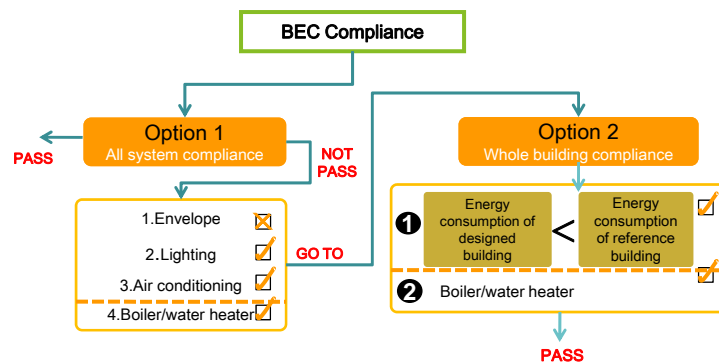 BEC Compliance
Option 1
All system compliance
PASS
NOT
PASS
1.Envelope
2.Lighting
3.Air conditioning
4.Boiler/water heater
GO TO
Option 2
Whole building compliance
1
Energy
consumption of
designed
building
<
Energy
consumption
of reference
building
2
Boiler/water heater
PASS